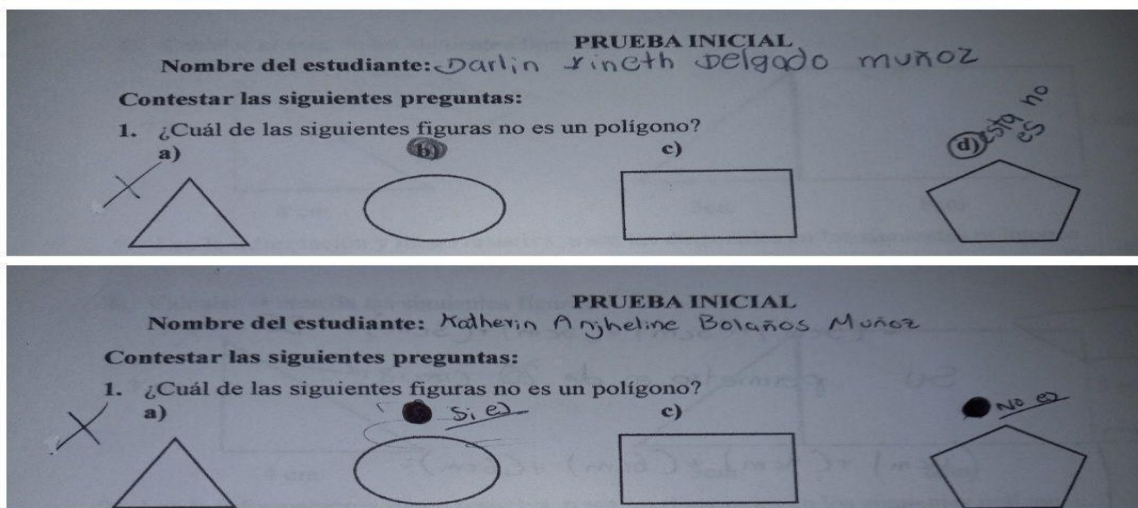 PRUEBA INICIAL
Nombre del estudiante: Darlin Yineth Delgado muñoz
Contestar las siguientes preguntas:
1. ¿Cuál de las siguientes figuras no es un polígono?
a) b) c) d) esta no es
PRUEBA INICIAL
Nombre del estudiante: Katherin Anjheline Bolaños Muñoz
Contestar las siguientes preguntas:
1. ¿Cuál de las siguientes figuras no es un polígono?
a) Si es c) No es